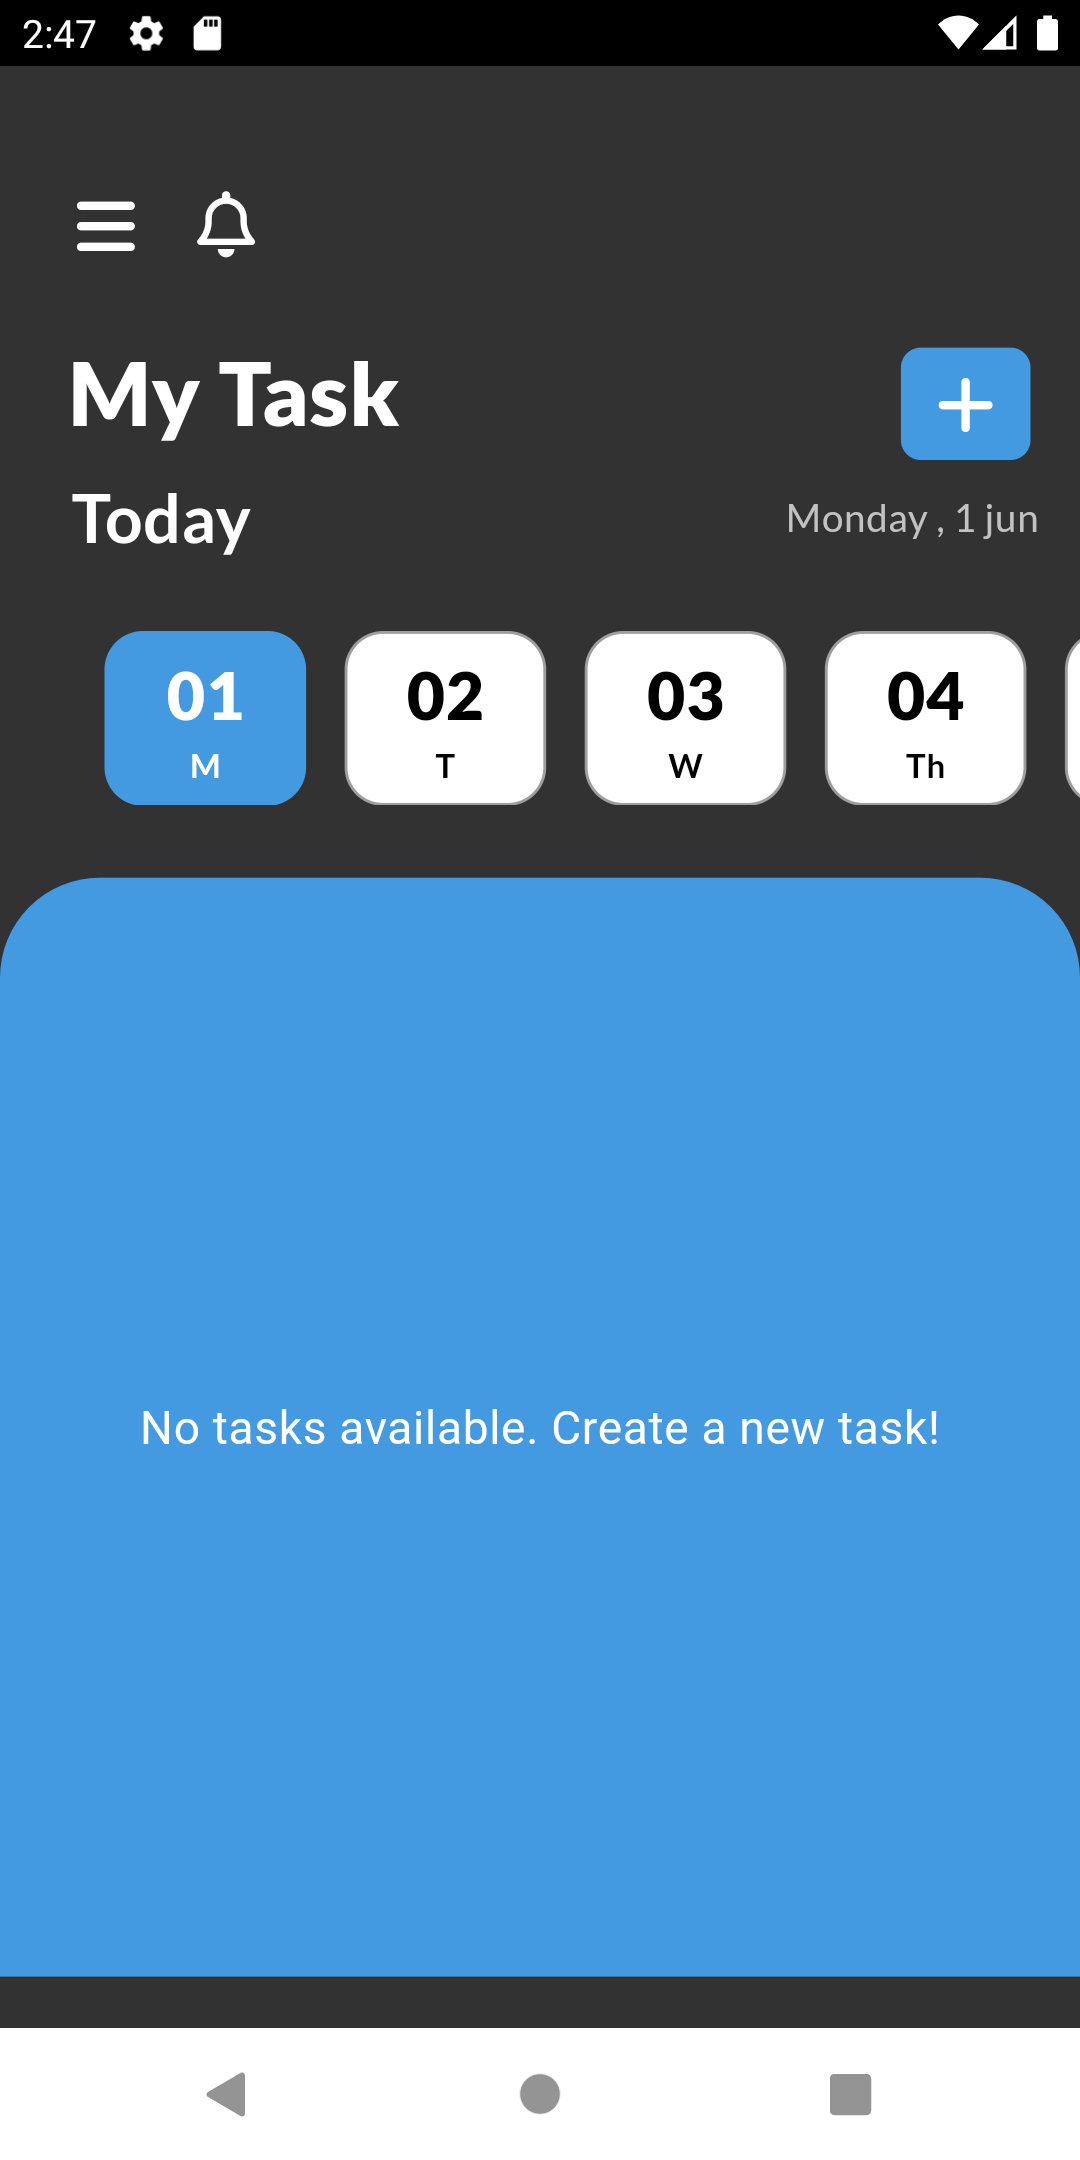 2:47
My Task
Today
Monday , 1 jun
01 02 03 04
M T W Th
No tasks available. Create a new task!